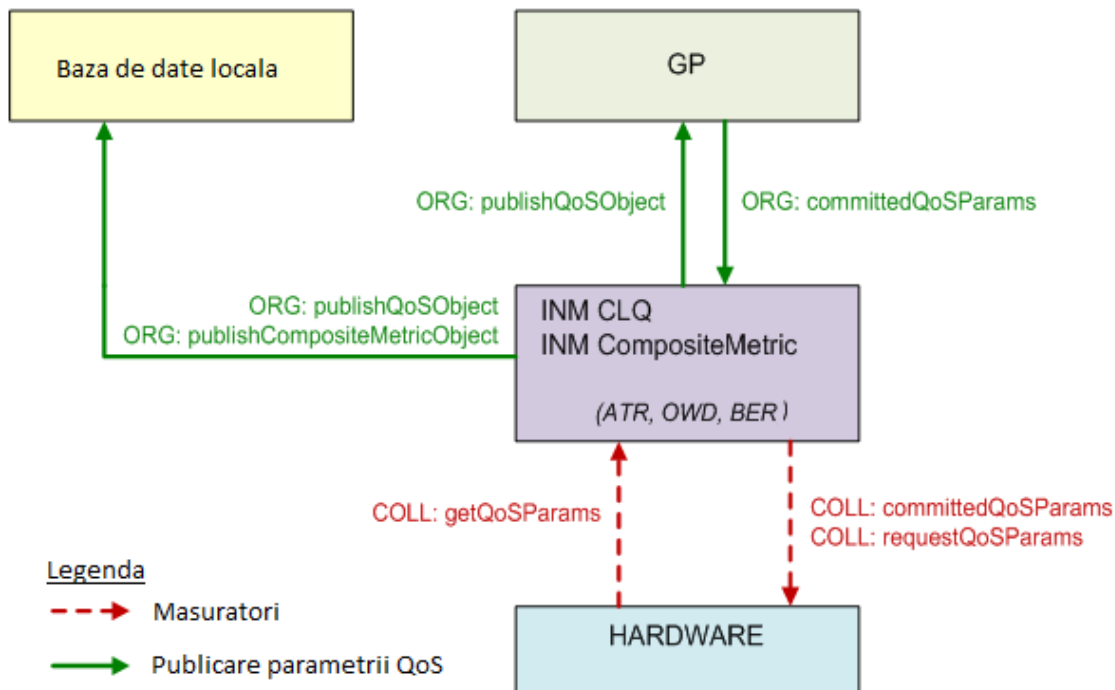 Baza de date locala
GP
ORG: publishQoSObject
ORG: committedQoSParams
ORG: publishQoSObject
ORG: publishCompositeMetricObject
INM CLQ
INM CompositeMetric
(ATR, OWD, BER)
COLL: getQoSParams
COLL: committedQoSParams
COLL: requestQoSParams
Legenda
Masuratori
Publicare parametrii QoS
HARDWARE